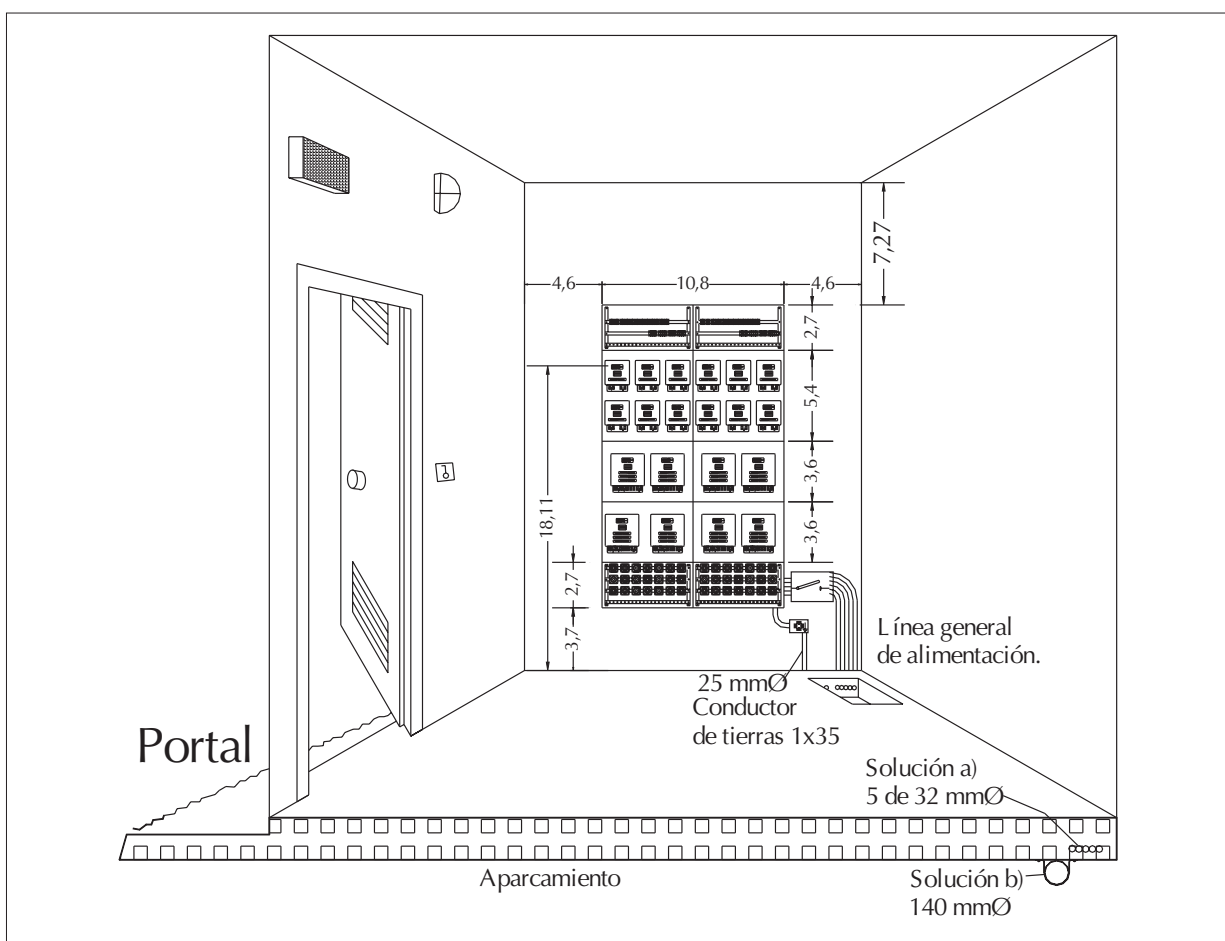 7,27
4,6
10,8
4,6
2,7
5,4
3,6
3,6
18,11
2,7
3,7
Línea general
de alimentación.
25 mmØ
Conductor
de tierras 1x35
Portal
Solución a)
5 de 32 mmØ
Aparcamiento
Solución b)
140 mmØ